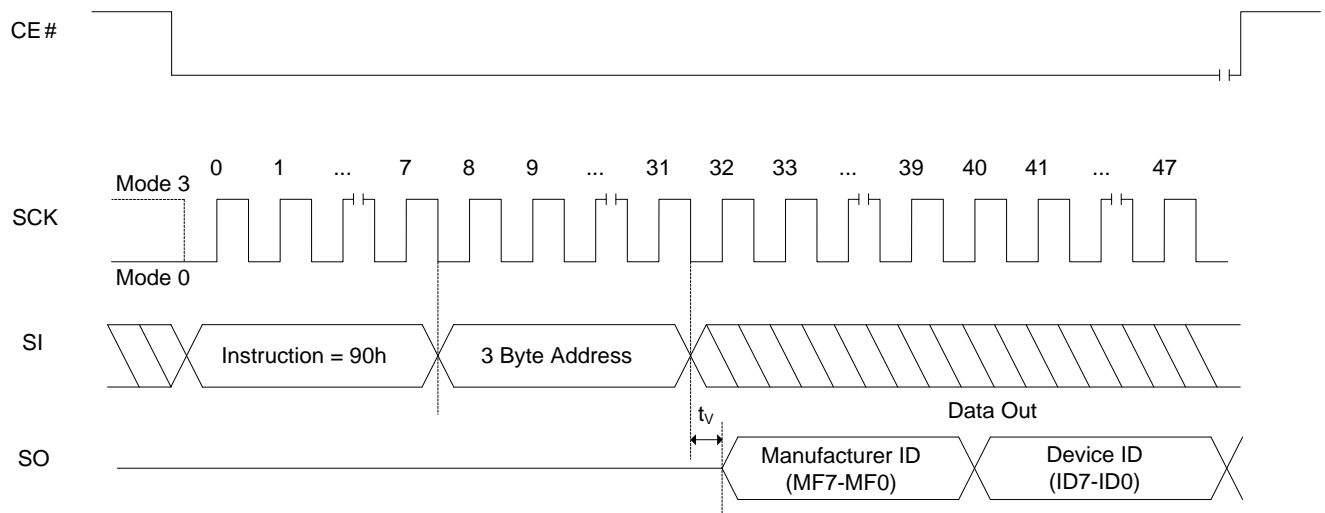 CE#
0 1 ... 7 8 9 ... 31 32 33 ... 39 40 41 ... 47
Mode 3
SCK
Mode 0
SI
Instruction = 90h
3 Byte Address
tV
Data Out
SO
Manufacturer ID
(MF7-MF0)
Device ID
(ID7-ID0)